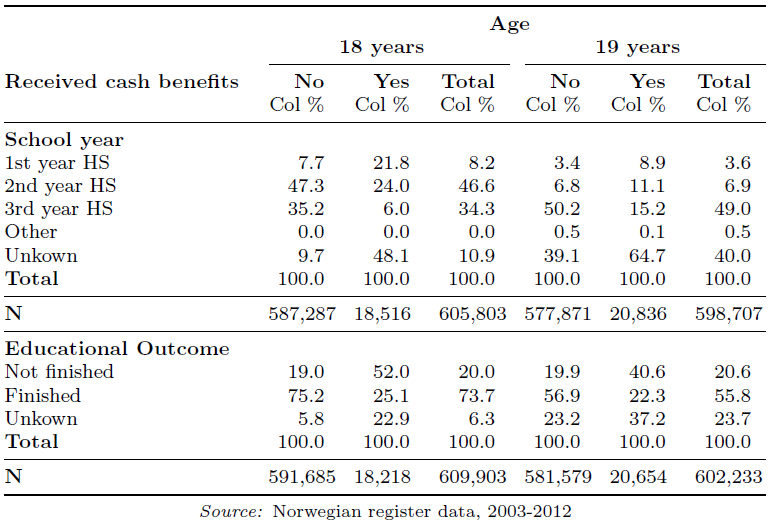 Age
18 years 19 years
Received cash benefits No Yes Total No Yes Total
Col % Col % Col % Col % Col % Col %
School year
1st year HS 7.7 21.8 8.2 3.4 8.9 3.6
2nd year HS 47.3 24.0 46.6 6.8 11.1 6.9
3rd year HS 35.2 6.0 34.3 50.2 15.2 49.0
Other 0.0 0.0 0.0 0.5 0.1 0.5
Unkown 9.7 48.1 10.9 39.1 64.7 40.0
Total 100.0 100.0 100.0 100.0 100.0 100.0
N 587,287 18,516 605,803 577,871 20,836 598,707
Educational Outcome
Not finished 19.0 52.0 20.0 19.9 40.6 20.6
Finished 75.2 25.1 73.7 56.9 22.3 55.8
Unkown 5.8 22.9 6.3 23.2 37.2 23.7
Total 100.0 100.0 100.0 100.0 100.0 100.0
N 591,685 18,218 609,903 581,579 20,654 602,233
Source: Norwegian register data, 2003-2012